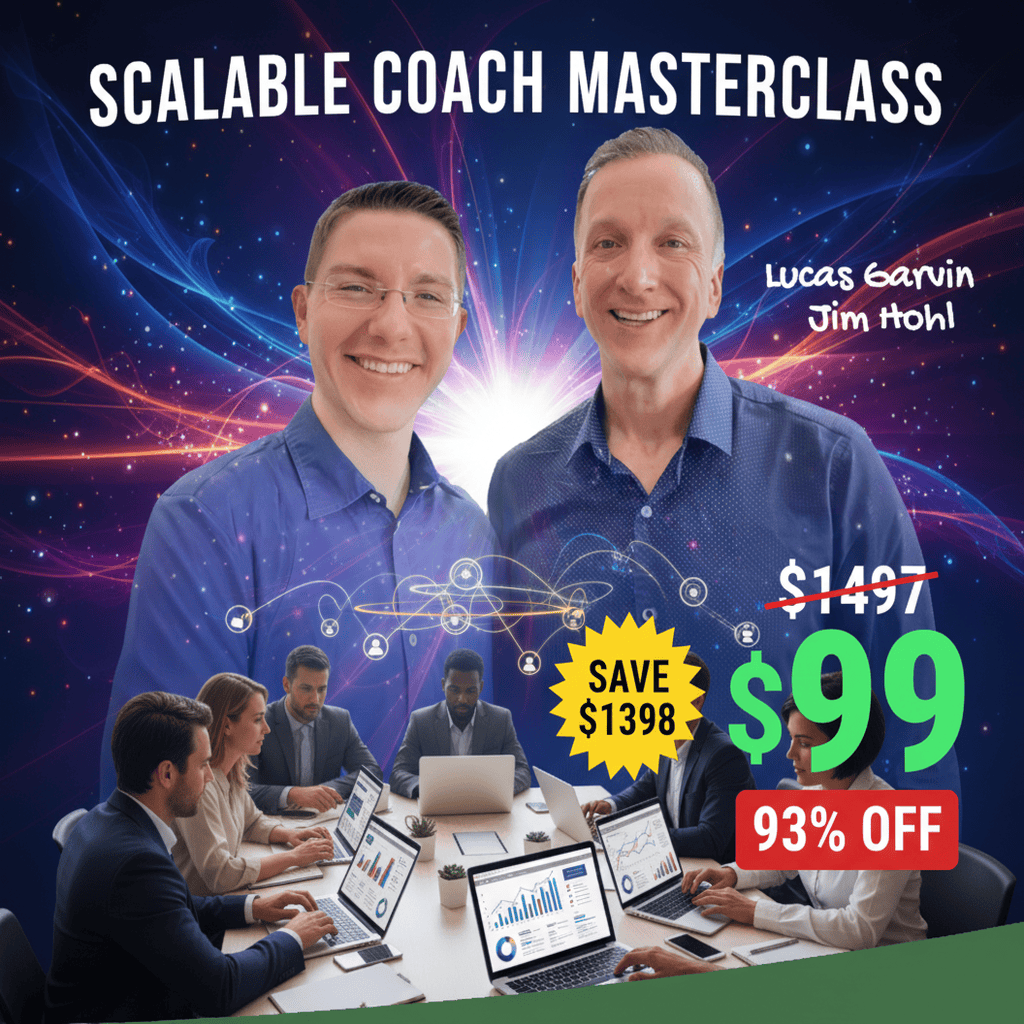 SCALABLE COACH MASTERCLASS
Lucas Garvin
Jim Hohl
$1497
SAVE
$1398
$99
93% OFF